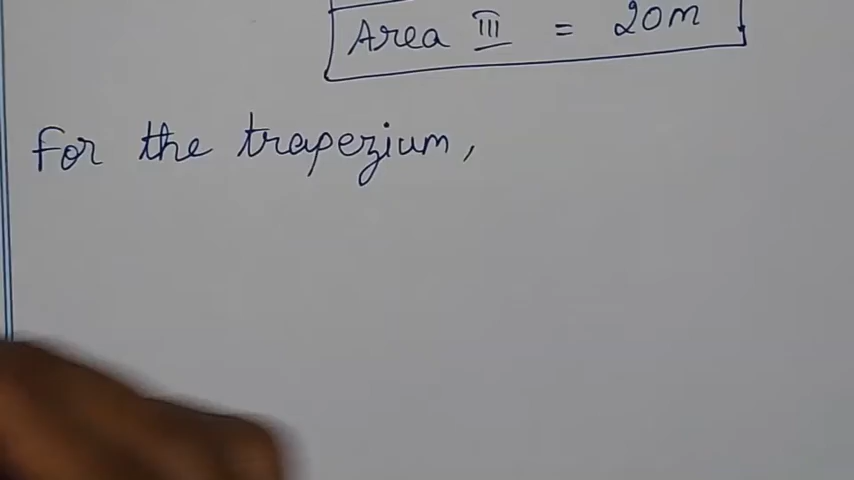 Area III = 20m
for the trapezium,